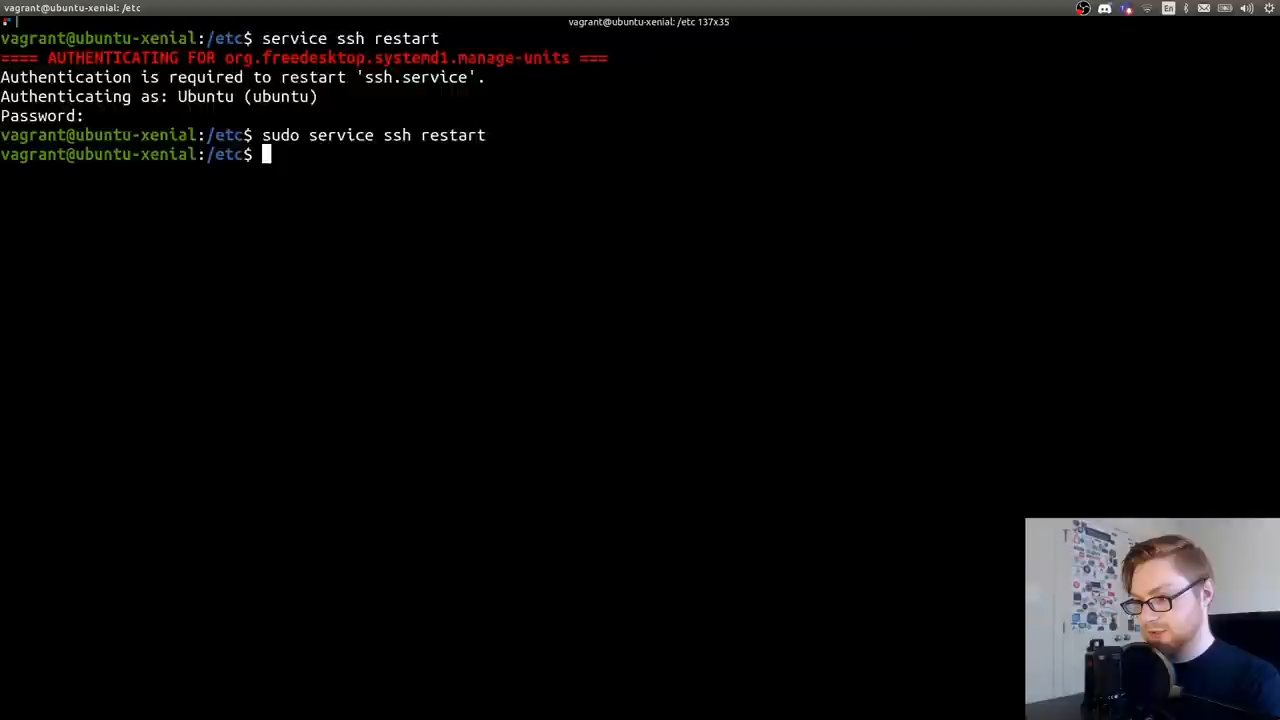 vagrant@ubuntu-xenial: /etc
En
vagrant@ubuntu-xenial: /etc 137x35
vagrant@ubuntu-xenial:/etc$ service ssh restart
==== AUTHENTICATING FOR org.freedesktop.systemd1.manage-units ===
Authentication is required to restart 'ssh.service'.
Authenticating as: Ubuntu (ubuntu)
Password:
vagrant@ubuntu-xenial:/etc$ sudo service ssh restart
vagrant@ubuntu-xenial:/etc$